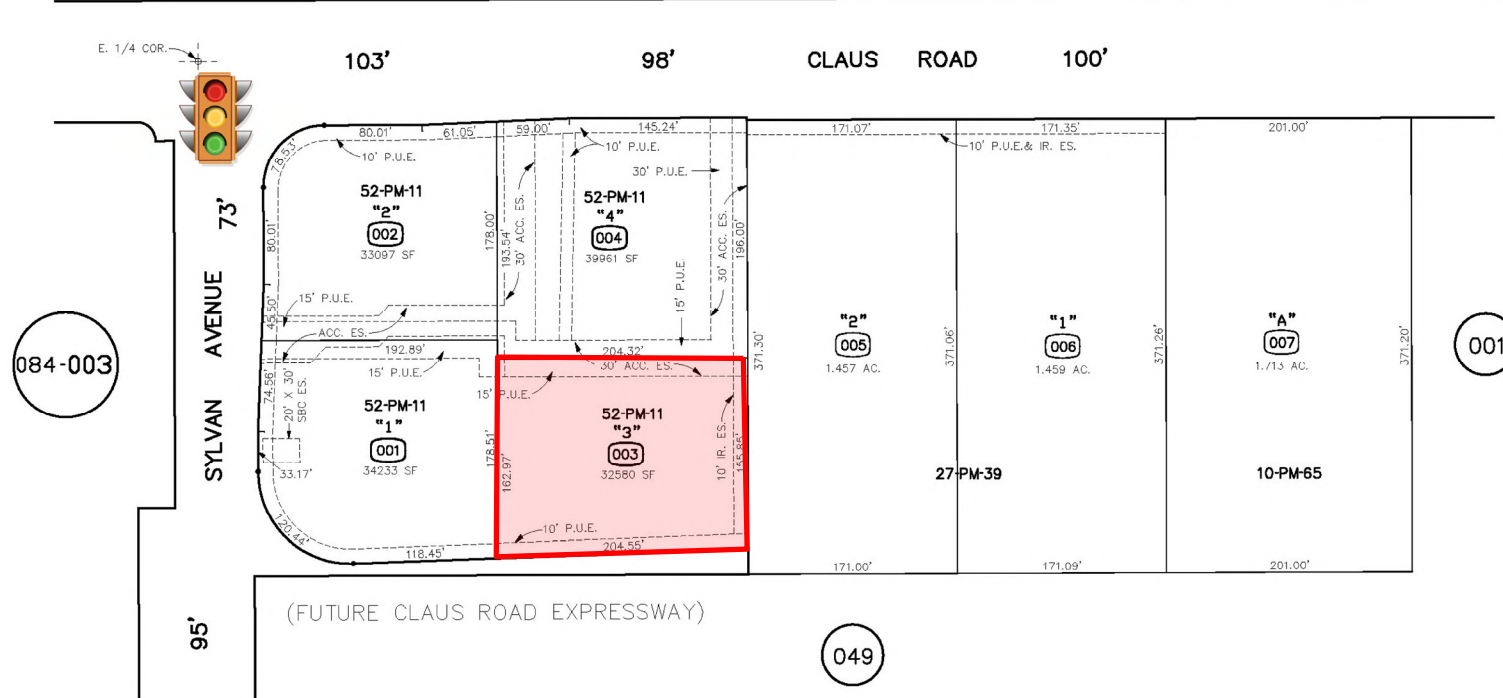 E. 1/4 COR.
103'
98'
CLAUS ROAD
100'
80.01'
61.05'
59.00'
145.24'
171.07'
171.35'
201.00'
78.53'
10' P.U.E.
10' P.U.E.
10' P.U.E.& IR. ES.
30' P.U.E.
52-PM-11
"2"
002
33097 SF
52-PM-11
"4"
004
39961 SF
73'
80.01'
178.00'
193.54'
30' ACC. ES.
30' ACC. ES.
196.00'
SYLVAN AVENUE
45.50'
15' P.U.E.
15' P.U.E.
ACC. ES.
192.89'
204.32'
30' ACC. ES.
371.30'
"2"
005
1.457 AC.
371.06'
"1"
006
1.459 AC.
371.26'
"A"
007
1.713 AC.
371.20'
001
084-003
74.56'
15' P.U.E.
15' P.U.E.
20' X 30'
SBC ES.
52-PM-11
"1"
001
34233 SF
178.51'
162.97'
52-PM-11
"3"
003
32580 SF
10' IR. ES.
155.85'
33.17'
27-PM-39
10-PM-65
120.44'
118.45'
10' P.U.E.
204.55'
171.00'
171.09'
201.00'
95'
(FUTURE CLAUS ROAD EXPRESSWAY)
049